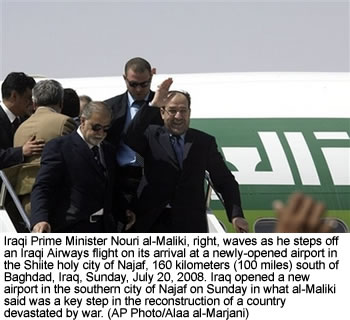 الع
Iraqi Prime Minister Nouri al-Maliki, right, waves as he steps off
an Iraqi Airways flight on its arrival at a newly-opened airport in
the Shiite holy city of Najaf, 160 kilometers (100 miles) south of
Baghdad, Iraq, Sunday, July 20, 2008. Iraq opened a new
airport in the southern city of Najaf on Sunday in what al-Maliki
said was a key step in the reconstruction of a country
devastated by war. (AP Photo/Alaa al-Marjani)